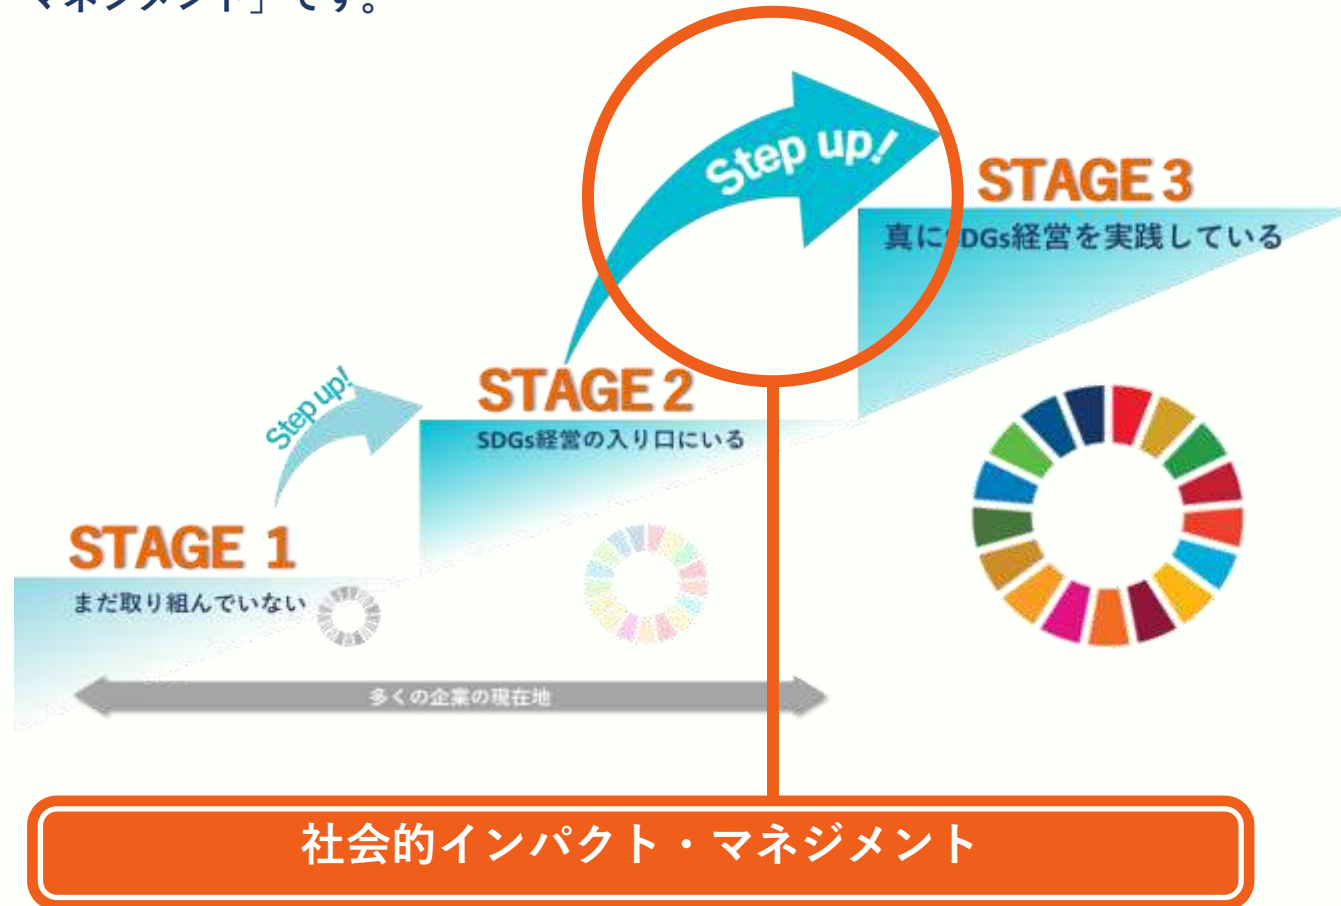 マネジメント」です。
Step up!
STAGE 3
真にSDGs経営を実践している
Step up!
STAGE 2
SDGs経営の入り口にいる
STAGE 1
まだ取り組んでいない
多くの企業の現在地
社会的インパクト・マネジメント